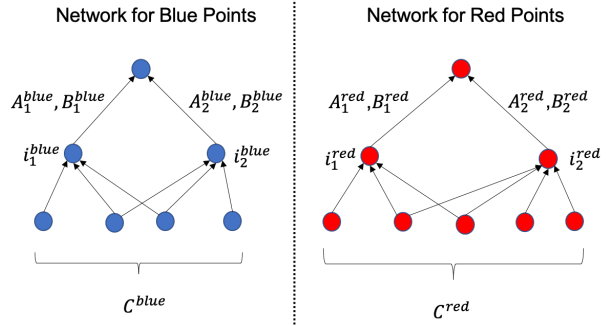 Network for Blue Points
Network for Red Points
$A_1^{blue}, B_1^{blue}$
$A_2^{blue}, B_2^{blue}$
$A_1^{red}, B_1^{red}$
$A_2^{red}, B_2^{red}$
$i_1^{blue}$
$i_2^{blue}$
$i_1^{red}$
$i_2^{red}$
$C^{blue}$
$C^{red}$